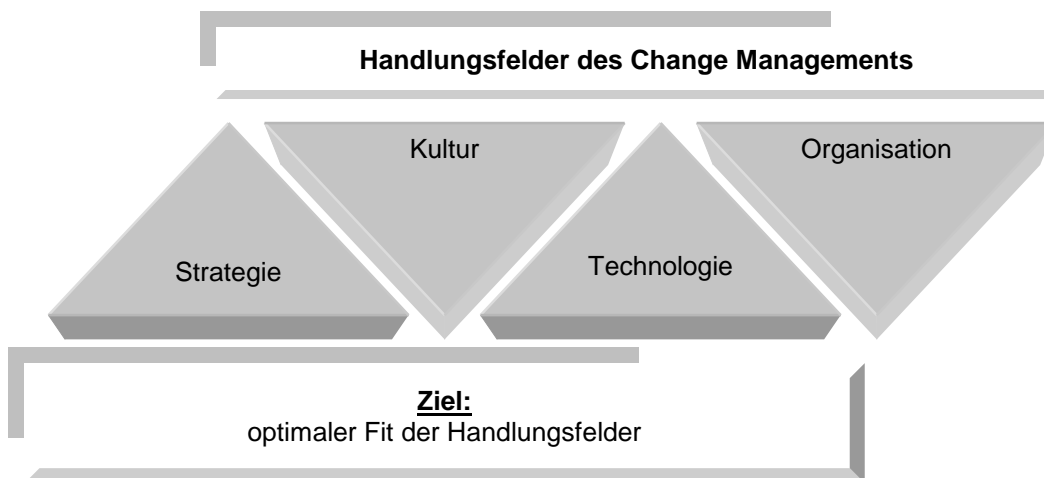 Handlungsfelder des Change Managements
Kultur
Organisation
Strategie
Technologie
Ziel:
optimaler Fit der Handlungsfelder